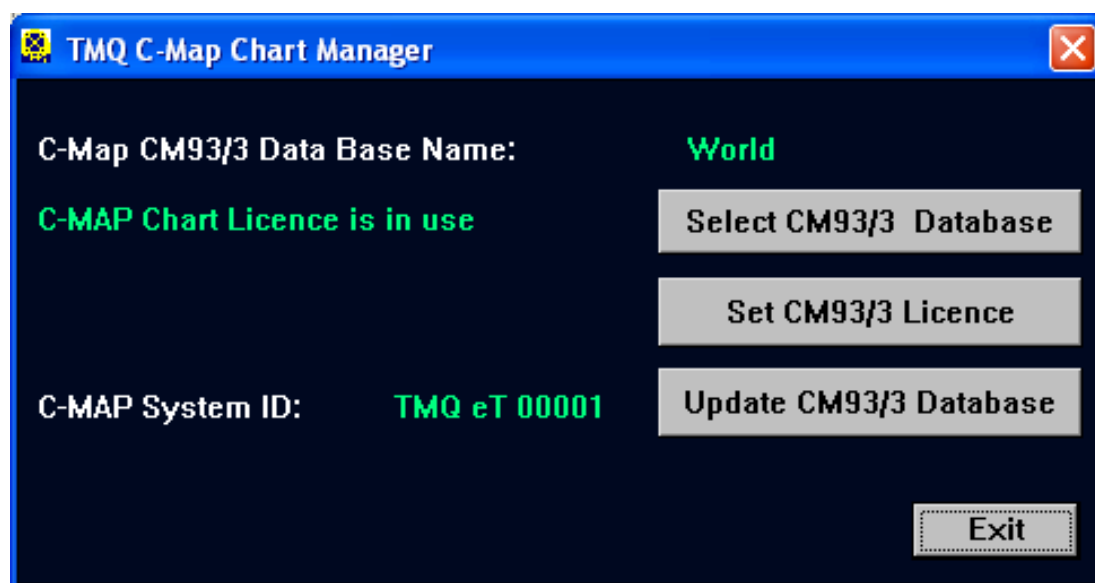 TMQ C-Map Chart Manager
C-Map CM93/3 Data Base Name: World
C-MAP Chart Licence is in use
Select CM93/3 Database
Set CM93/3 Licence
C-MAP System ID: TMQ eT 00001
Update CM93/3 Database
Exit